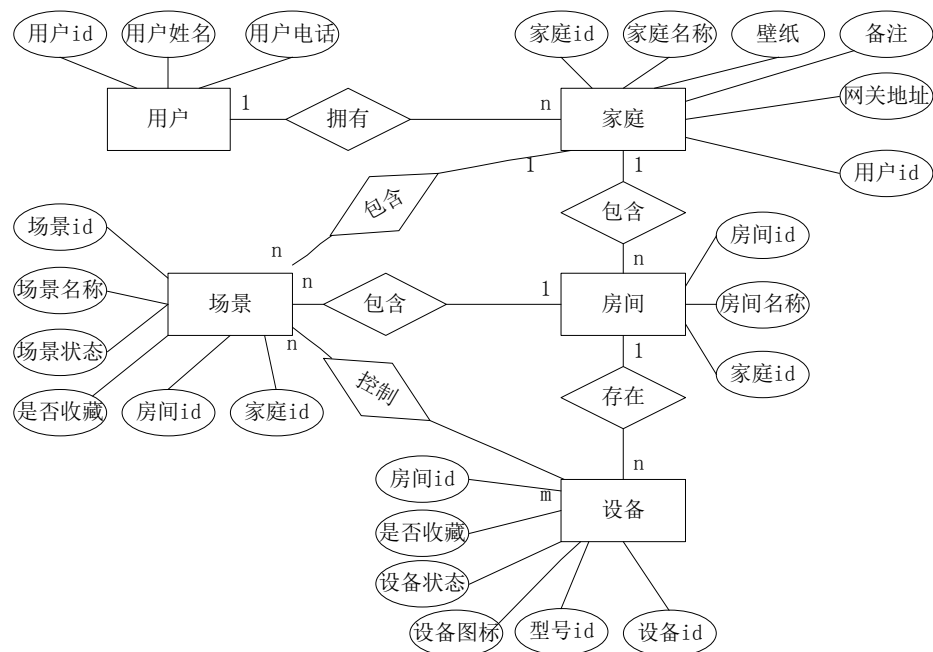 用户id 用户姓名 用户电话 家庭id 家庭名称 壁纸 备注
网关地址
用户 1 拥有 n 家庭
用户id
1 1
包含 包含
场景id 房间id
n n
n
场景名称 场景 包含 1 房间 房间名称
场景状态 n 1
控制 家庭id
是否收藏 房间id 家庭id 存在
房间id n
m 设备
是否收藏
设备状态
设备图标 型号id 设备id